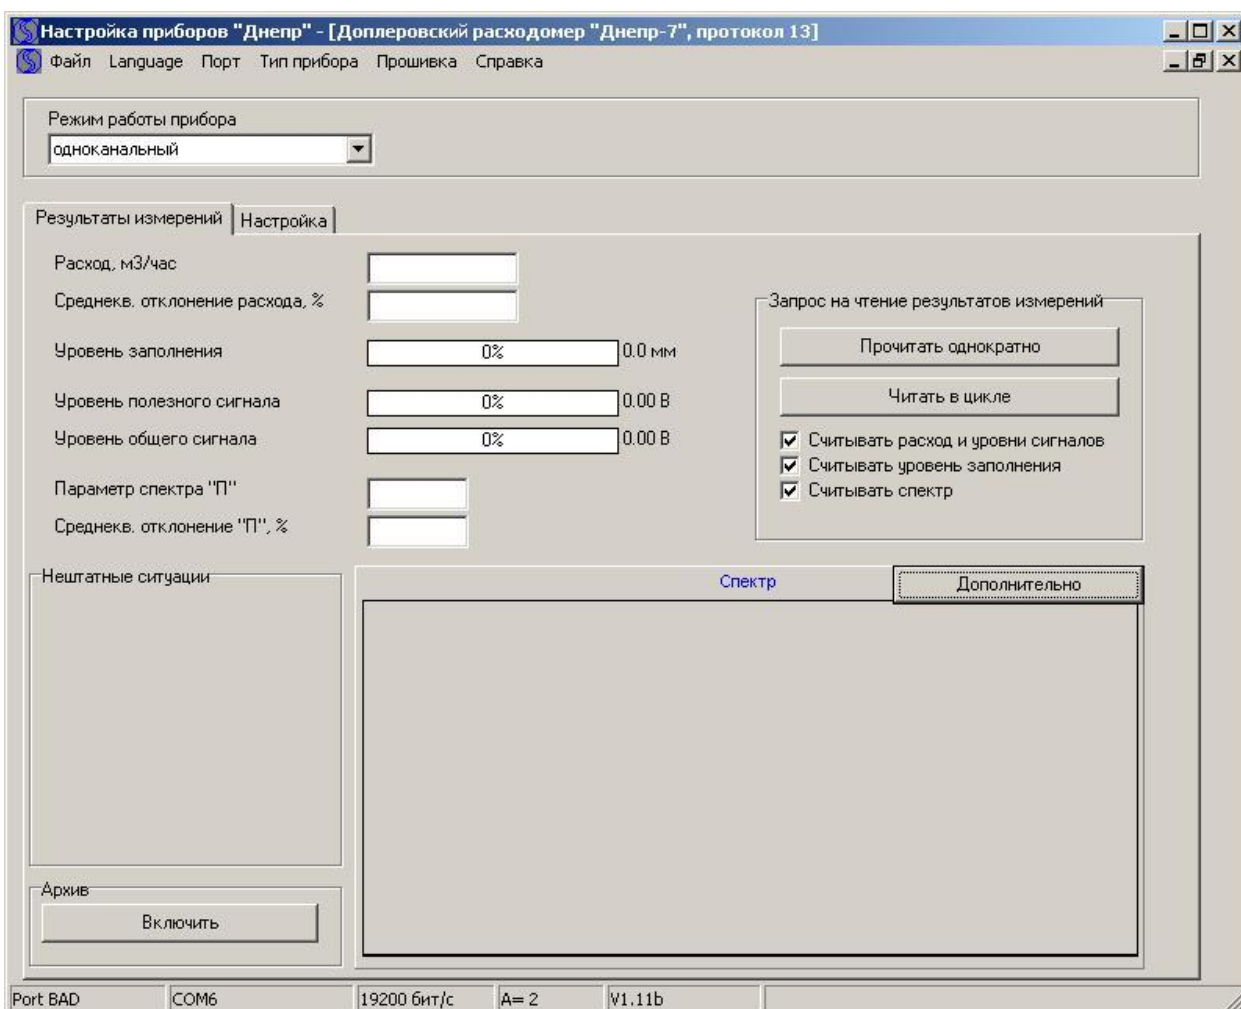 Настройка приборов "Днепр" - [Доплеровский расходомер "Днепр-7", протокол 13]
Файл Language Порт Тип прибора Прошивка Справка
Режим работы прибора
одноканальный
Результаты измерений Настройка
Расход, м3/час
Среднекв. отклонение расхода, %
Уровень заполнения 0% 0.0 мм
Уровень полезного сигнала 0% 0.00 В
Уровень общего сигнала 0% 0.00 В
Параметр спектра "П"
Среднекв. отклонение "П", %
Запрос на чтение результатов измерений
Прочитать однократно
Читать в цикле
Считывать расход и уровни сигналов
Считывать уровень заполнения
Считывать спектр
Нештатные ситуации
Спектр Дополнительно
Архив
Включить
Port BAD COM6 19200 бит/с A= 2 V1.11b